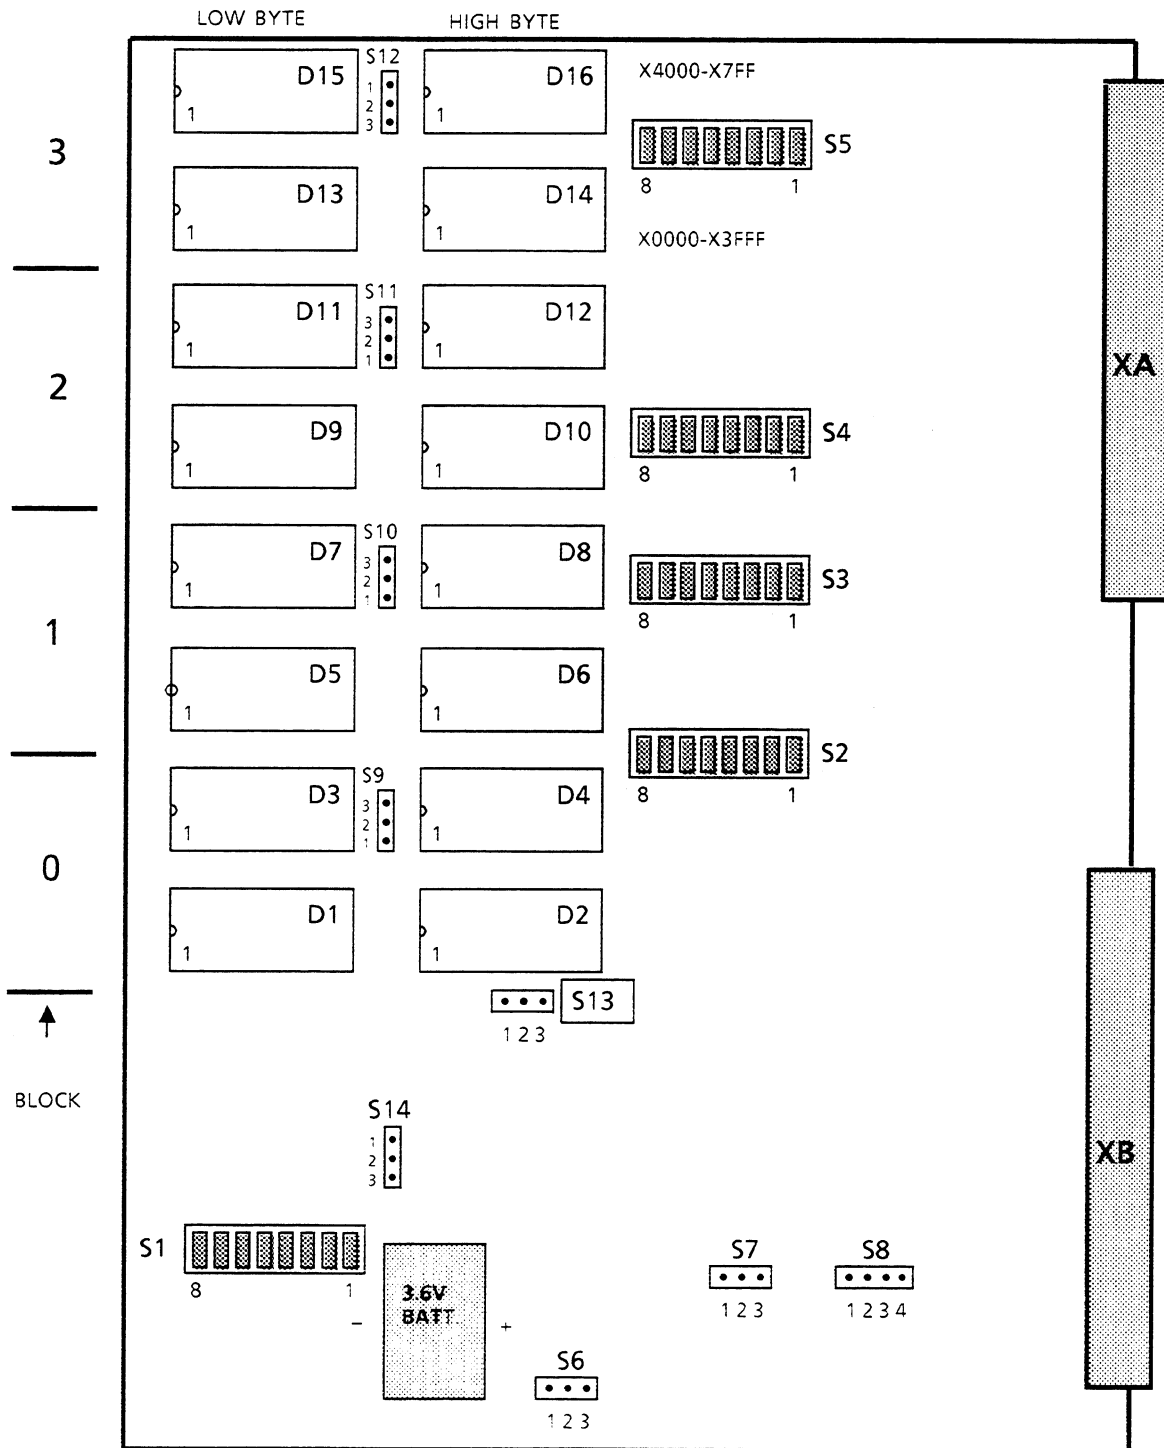 LOW BYTE HIGH BYTE
D15 S12 D16 X4000-X7FF
1 1 2 3 1
S5
8 1
3
D13 D14
1 1
X0000-X3FFF
S11
D11 D12
3 2 1
1 1
XA
2
D9 D10 S4
1 1
8 1
S10
D7 D8
3 2 1
1 1
S3
8 1
1
D5 D6
1 1
S2
8 1
S9
D3 D4
3 2 1
1 1
0
D1 D2
1 1
S13
1 2 3
BLOCK
S14
1
2
3
XB
S1
8 1
3.6V
BATT.
- +
S7 S8
1 2 3 1 2 3 4
S6
1 2 3